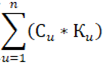 n
∑(Cᵤ * Kᵤ)
u=1